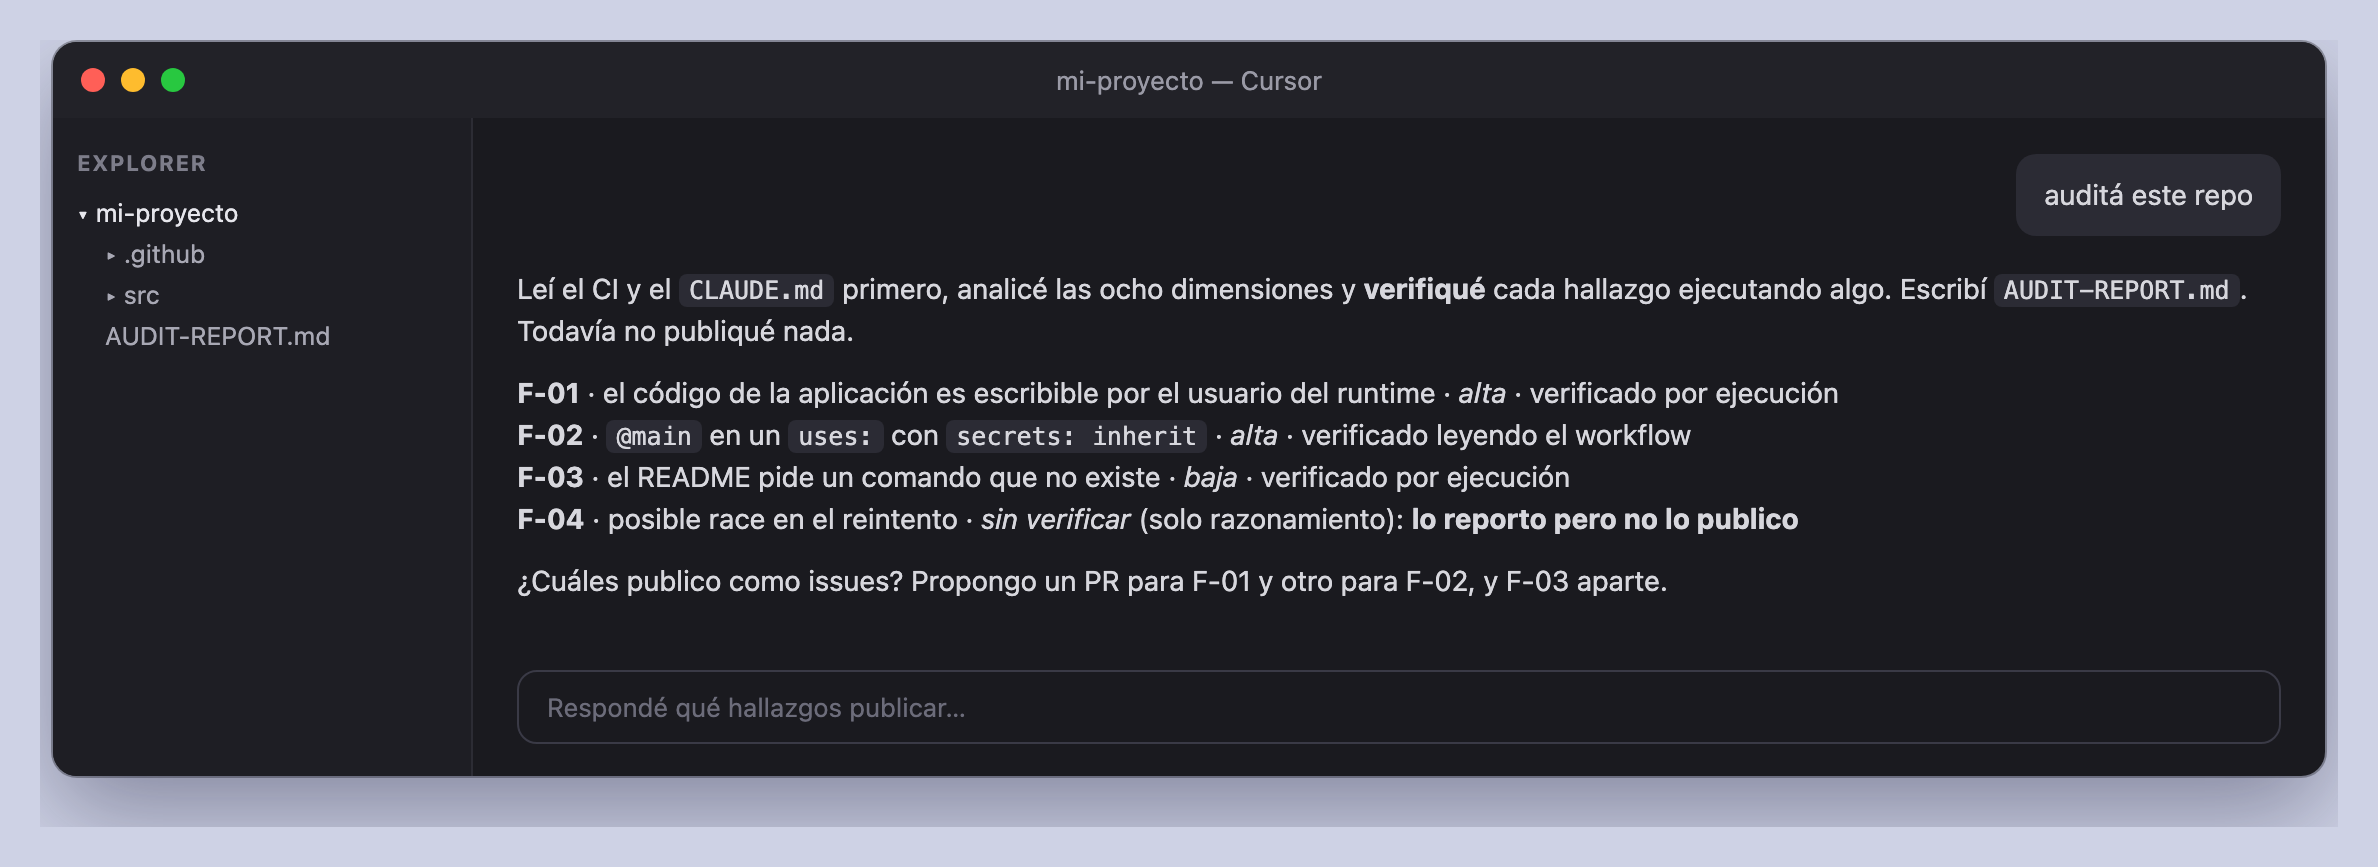 mi-proyecto — Cursor
EXPLORER
▾ mi-proyecto
▸ .github
▸ src
AUDIT-REPORT.md
auditá este repo
Leí el CI y el CLAUDE.md primero, analicé las ocho dimensiones y verifiqué cada hallazgo ejecutando algo. Escribí AUDIT-REPORT.md.
Todavía no publiqué nada.
F-01 · el código de la aplicación es escribible por el usuario del runtime · alta · verificado por ejecución
F-02 · @main en un uses: con secrets: inherit · alta · verificado leyendo el workflow
F-03 · el README pide un comando que no existe · baja · verificado por ejecución
F-04 · posible race en el reintento · sin verificar (solo razonamiento): lo reporto pero no lo publico
¿Cuáles publico como issues? Propongo un PR para F-01 y otro para F-02, y F-03 aparte.
Respondé qué hallazgos publicar...